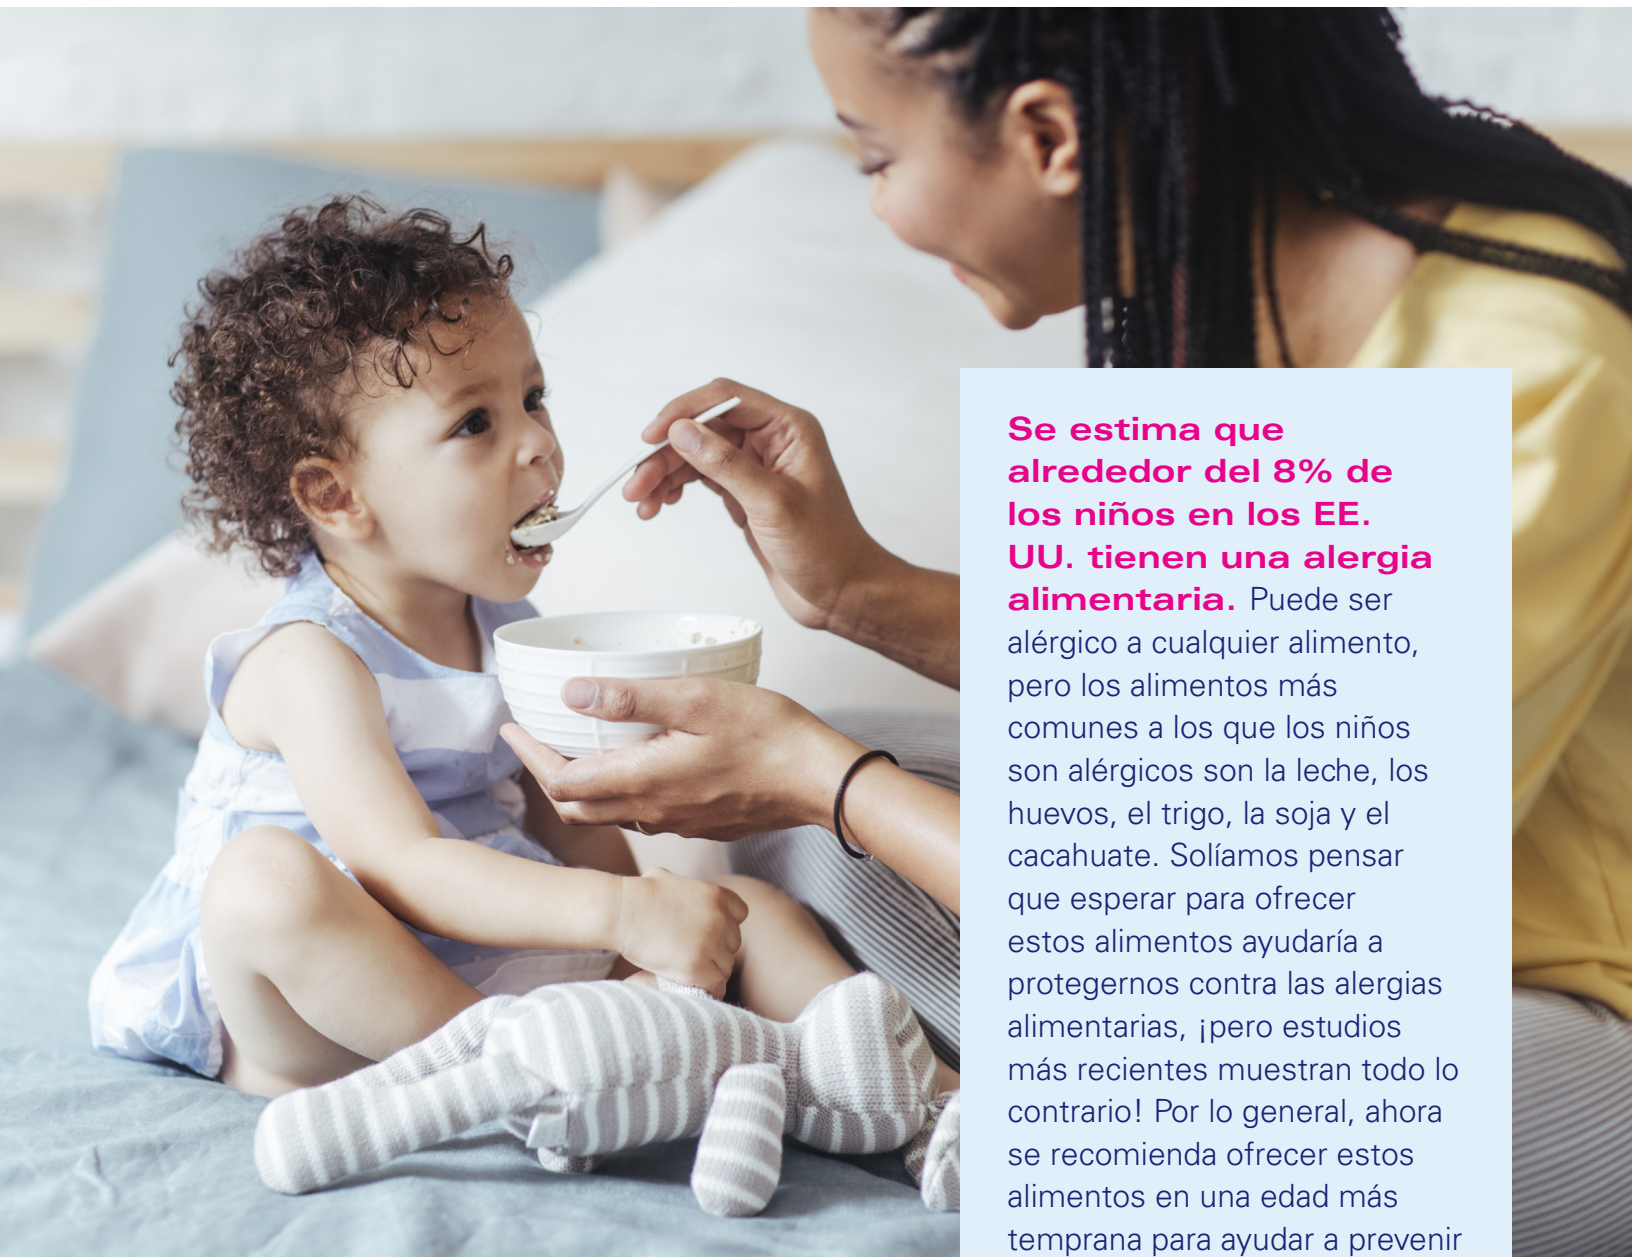 Se estima que
alrededor del 8% de
los niños en los EE.
UU. tienen una alergia
alimentaria. Puede ser
alérgico a cualquier alimento,
pero los alimentos más
comunes a los que los niños
son alérgicos son la leche, los
huevos, el trigo, la soja y el
cacahuate. Solíamos pensar
que esperar para ofrecer
estos alimentos ayudaría a
protegernos contra las alergias
alimentarias, ¡pero estudios
más recientes muestran todo lo
contrario! Por lo general, ahora
se recomienda ofrecer estos
alimentos en una edad más
temprana para ayudar a prevenir